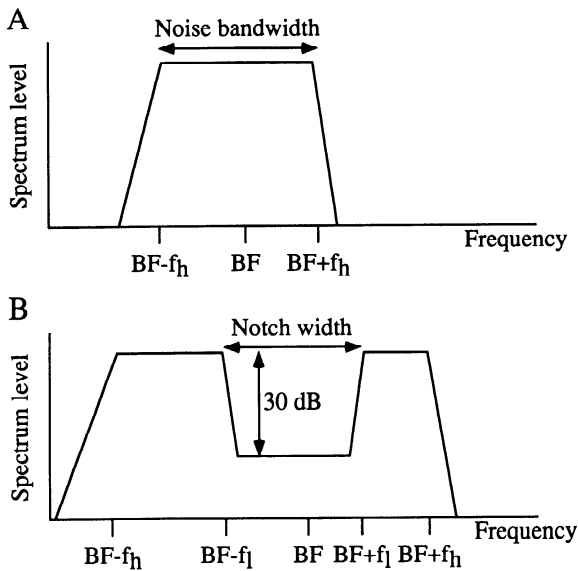 A
Noise bandwidth
Spectrum level
Frequency
BF-fh BF BF+fh
B
Notch width
30 dB
Spectrum level
Frequency
BF-fh BF-fl BF BF+fl BF+fh